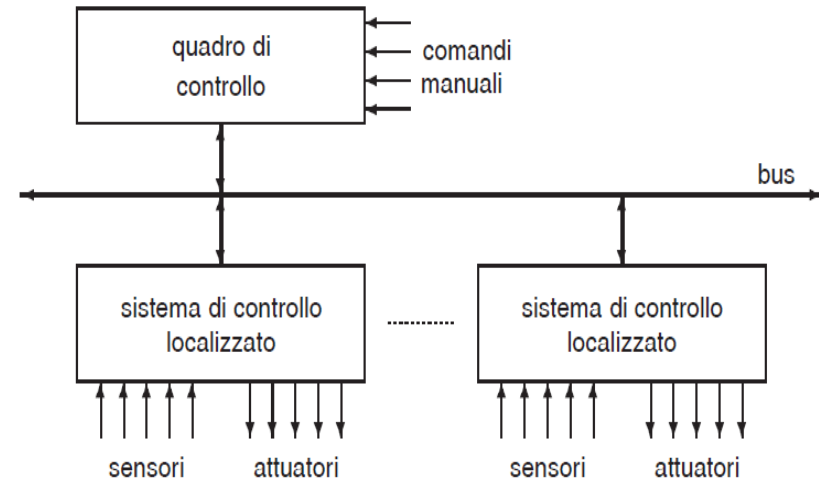 quadro di
controllo
comandi
manuali
bus
sistema di controllo
localizzato
sistema di controllo
localizzato
sensori
attuatori
sensori
attuatori